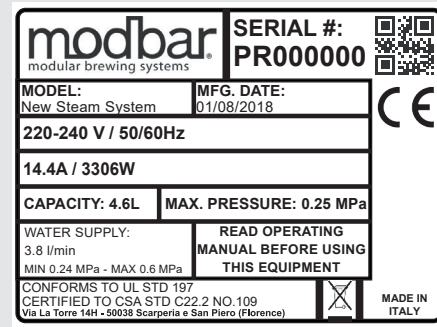 modbar.
modular brewing systems
SERIAL #:
PR000000
MODEL:
New Steam System
MFG. DATE:
01/08/2018
220-240 V / 50/60Hz
14.4A / 3306W
CAPACITY: 4.6L
MAX. PRESSURE: 0.25 MPa
WATER SUPPLY:
3.8 l/min
MIN 0.24 MPa - MAX 0.6 MPa
READ OPERATING
MANUAL BEFORE USING
THIS EQUIPMENT
CONFORMS TO UL STD 197
CERTIFIED TO CSA STD C22.2 NO.109
Via La Torre 14H - 50038 Scarperia e San Piero (Florence)
CE
MADE IN
ITALY